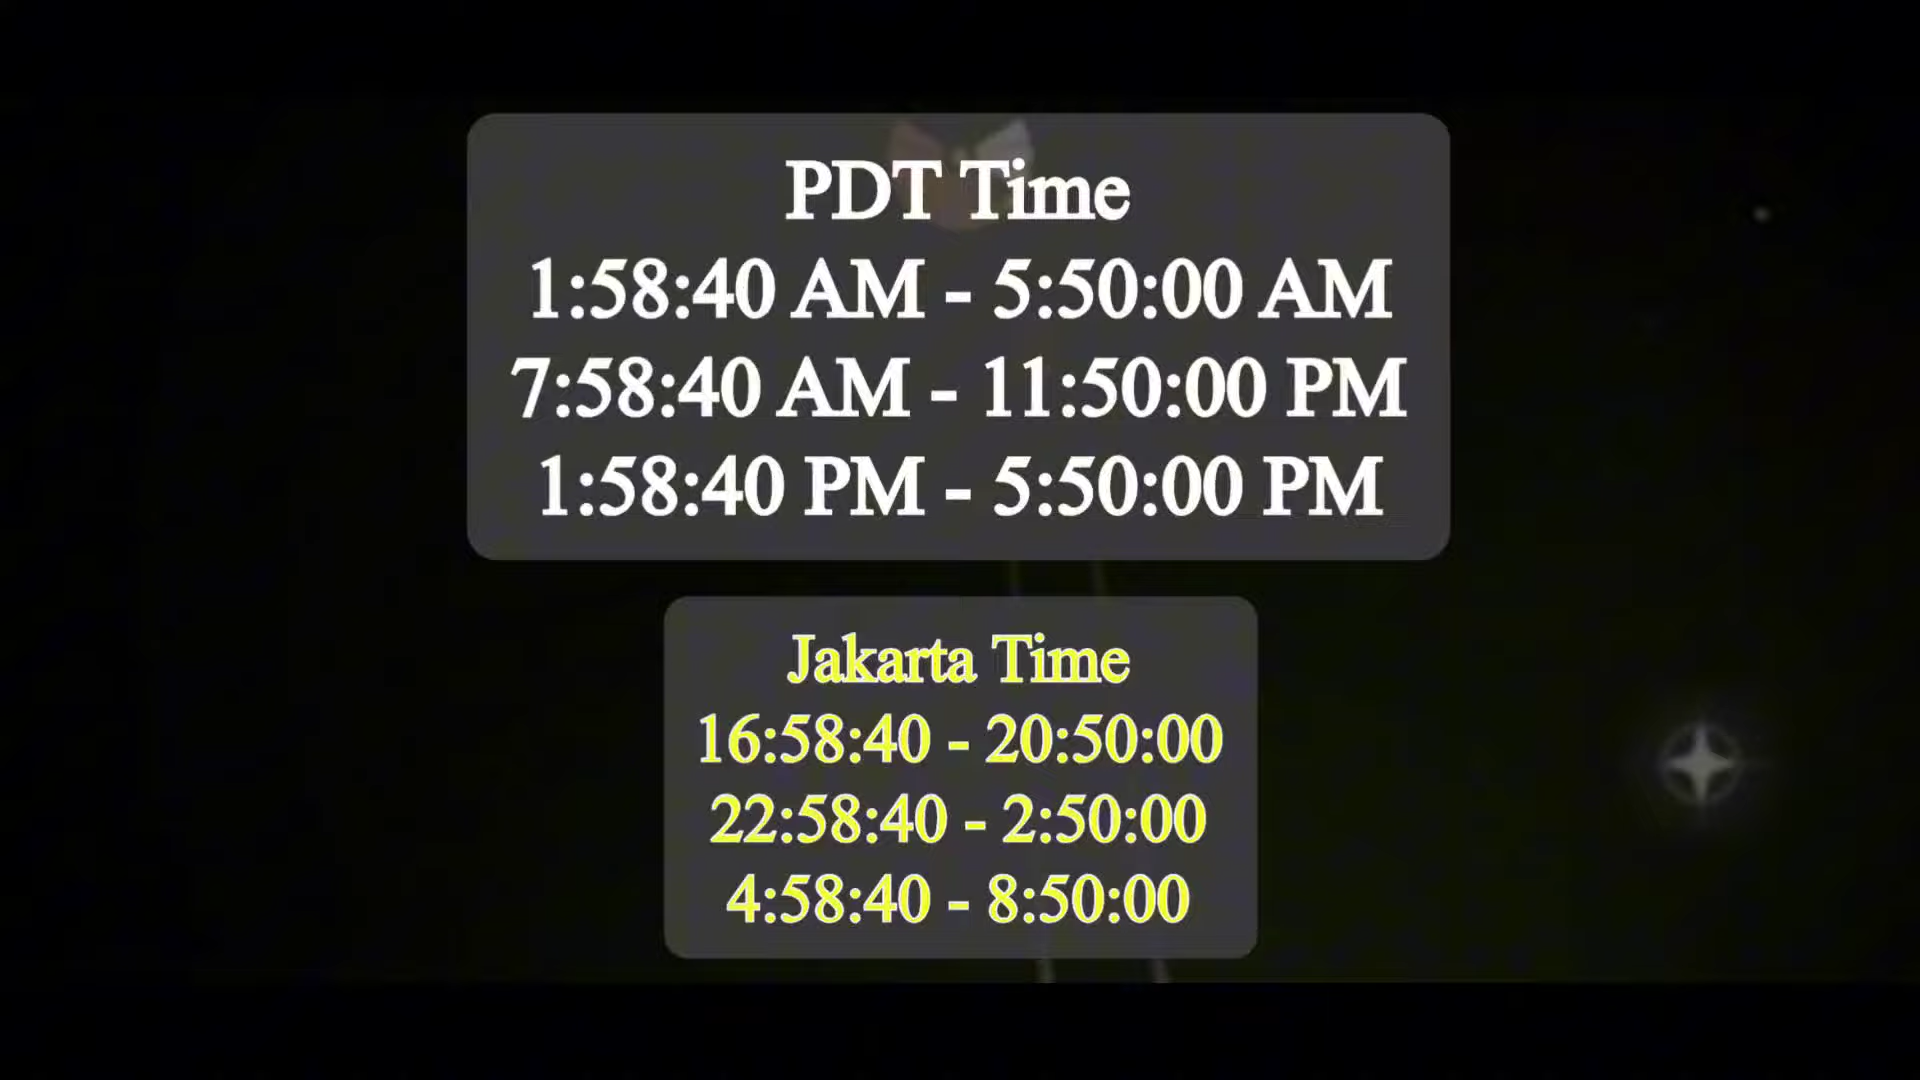 PDT Time
1:58:40 AM - 5:50:00 AM
7:58:40 AM - 11:50:00 PM
1:58:40 PM - 5:50:00 PM
Jakarta Time
16:58:40 - 20:50:00
22:58:40 - 2:50:00
4:58:40 - 8:50:00